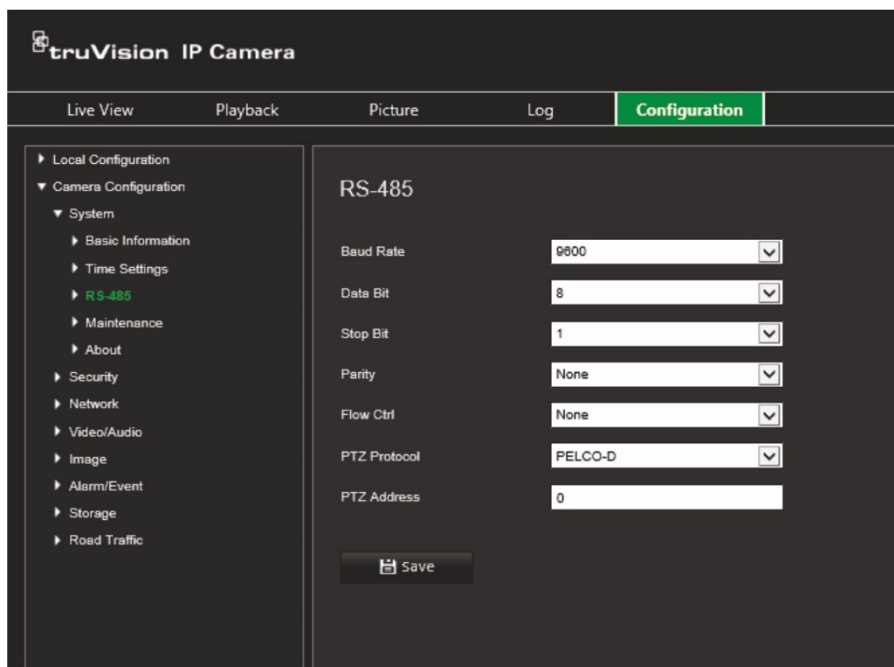 truVision IP Camera
Live View Playback Picture Log Configuration
Local Configuration
Camera Configuration
System
Basic Information
Time Settings
RS-485
Maintenance
About
Security
Network
Video/Audio
Image
Alarm/Event
Storage
Road Traffic
RS-485
Baud Rate 9600
Data Bit 8
Stop Bit 1
Parity None
Flow Ctrl None
PTZ Protocol PELCO-D
PTZ Address 0
Save